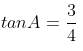 tanA = 3/4